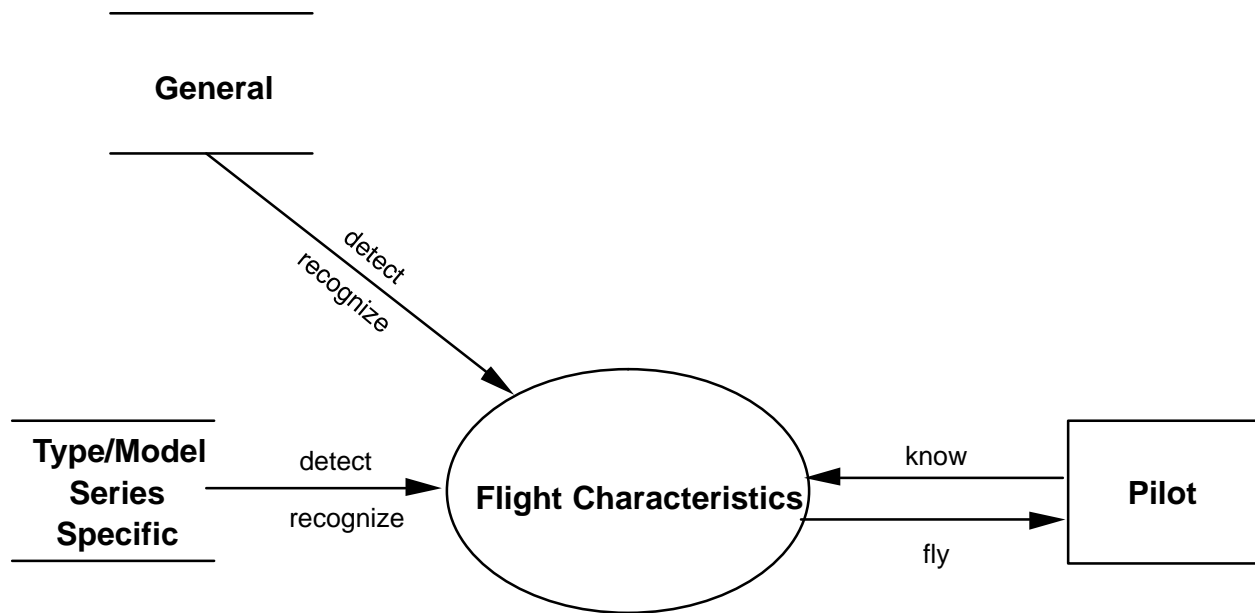 General
detect
recognize
Type/Model
Series
Specific
detect
recognize
Flight Characteristics
know
fly
Pilot